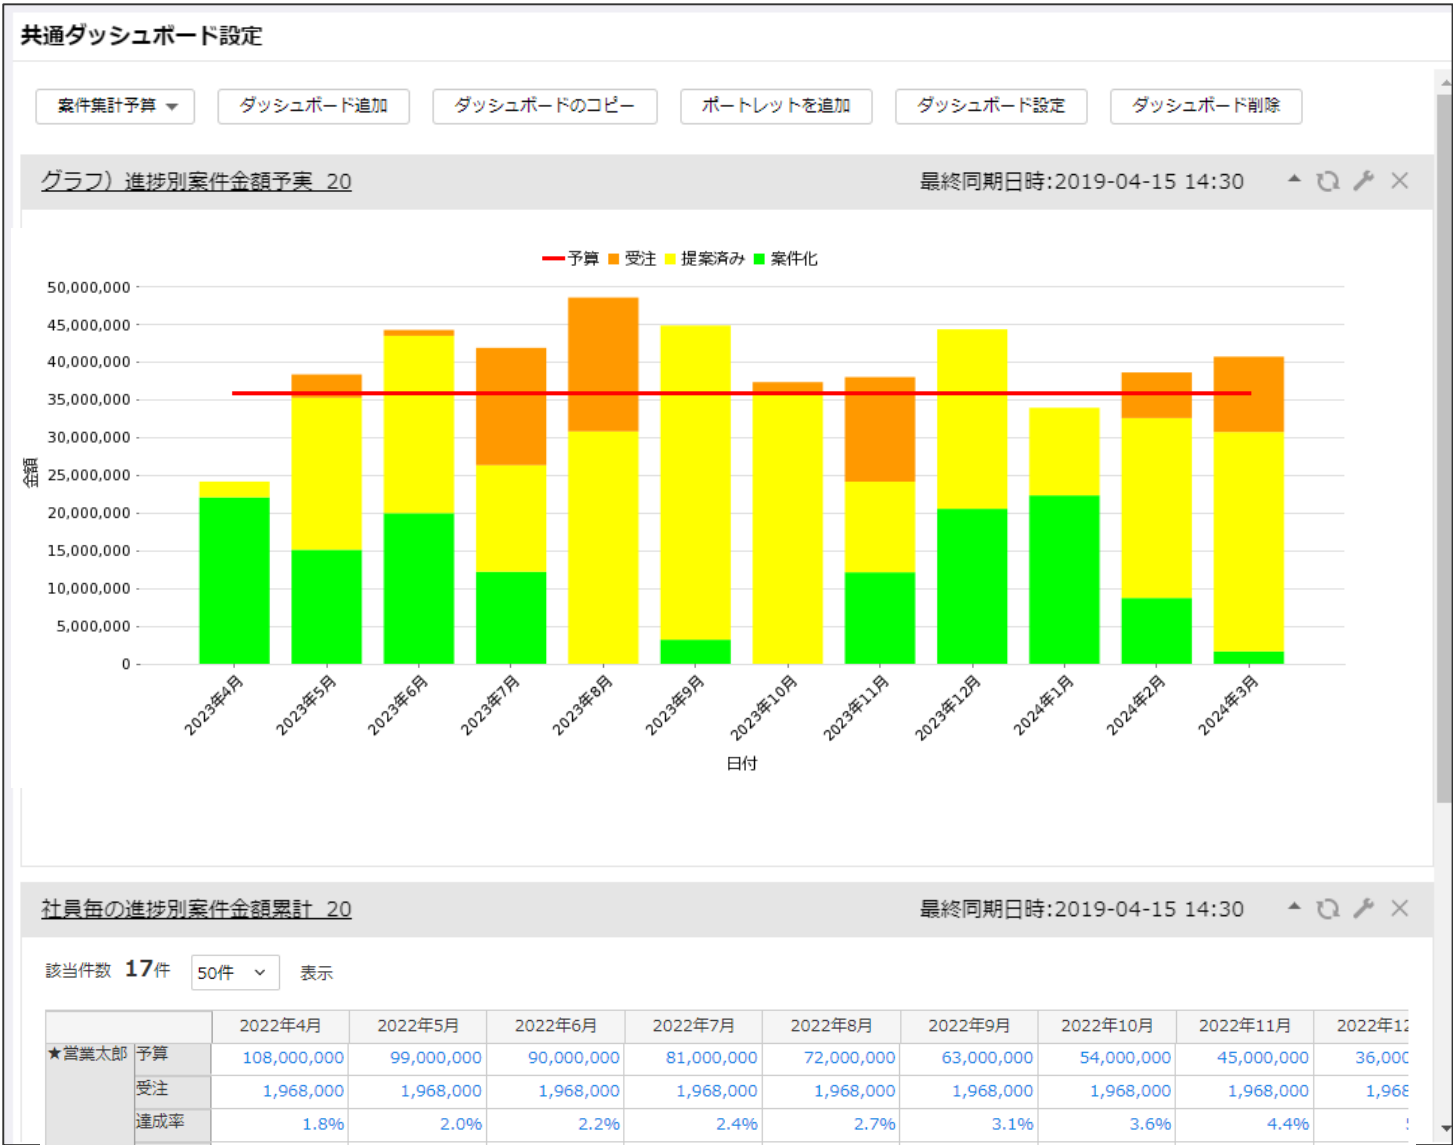 共通ダッシュボード設定
案件集計予算 ダッシュボード追加 ダッシュボードのコピー ポートレットを追加 ダッシュボード設定 ダッシュボード削除
グラフ）進捗別案件金額予実_20 最終同期日時:2019-04-15 14:30
予算 受注 提案済み 案件化
50,000,000
45,000,000
40,000,000
35,000,000
30,000,000
25,000,000
20,000,000
15,000,000
10,000,000
5,000,000
0
金額
2023年4月 2023年5月 2023年6月 2023年7月 2023年8月 2023年9月 2023年10月 2023年11月 2023年12月 2024年1月 2024年2月 2024年3月
日付
社員毎の進捗別案件金額累計_20 最終同期日時:2019-04-15 14:30
該当件数 17件 50件 表示
2022年4月 2022年5月 2022年6月 2022年7月 2022年8月 2022年9月 2022年10月 2022年11月 2022年12
★営業太郎 予算 108,000,000 99,000,000 90,000,000 81,000,000 72,000,000 63,000,000 54,000,000 45,000,000 36,000
受注 1,968,000 1,968,000 1,968,000 1,968,000 1,968,000 1,968,000 1,968,000 1,968,000 1,968
達成率 1.8% 2.0% 2.2% 2.4% 2.7% 3.1% 3.6% 4.4%